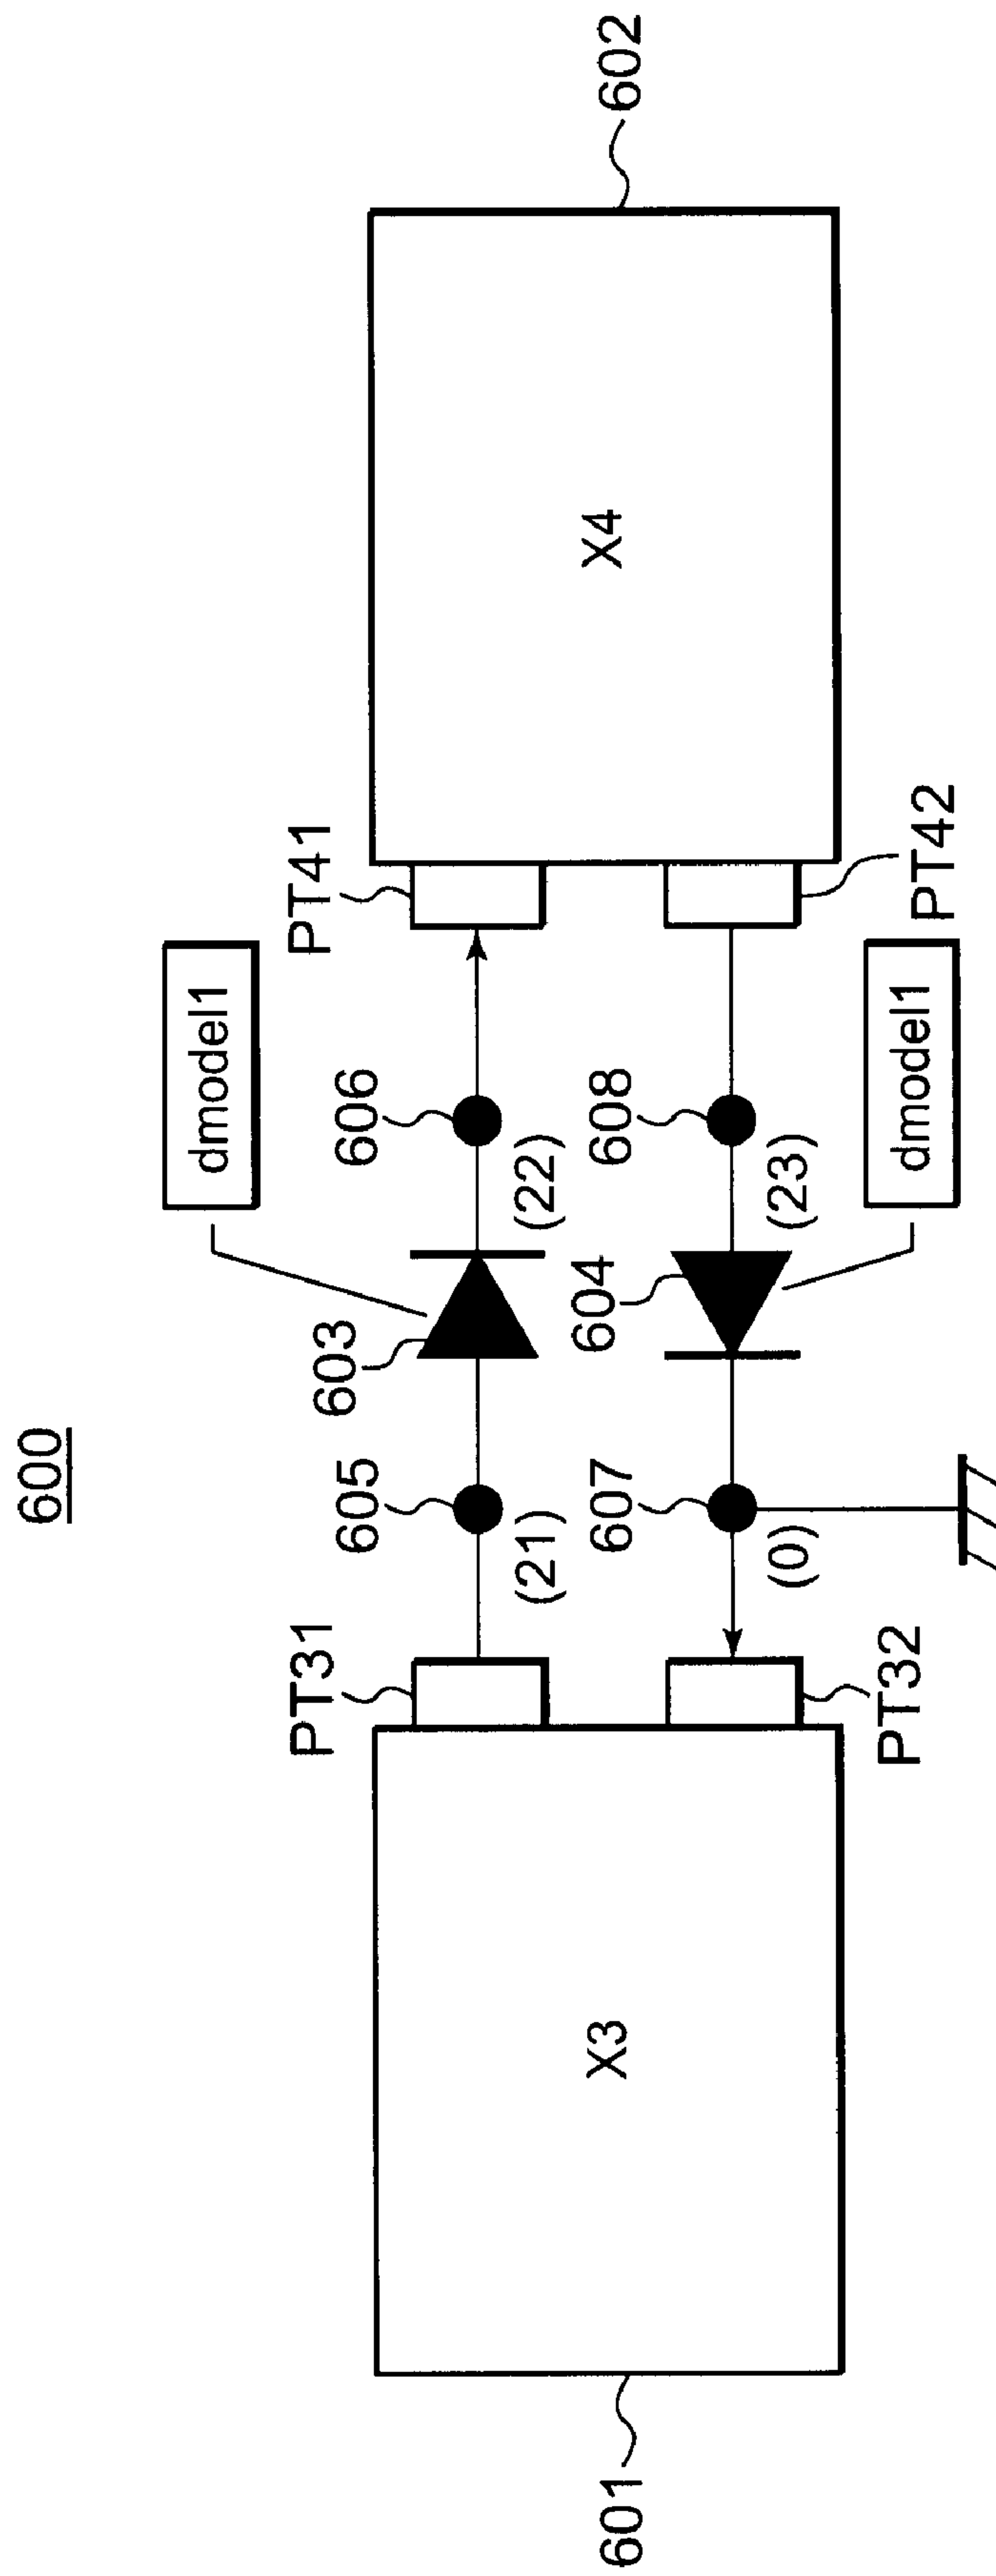 600
dmodel1
PT31
605
603
606
PT41
(21)
(22)
601
X3
X4
602
607
604
608
(0)
(23)
PT32
dmodel1
PT42